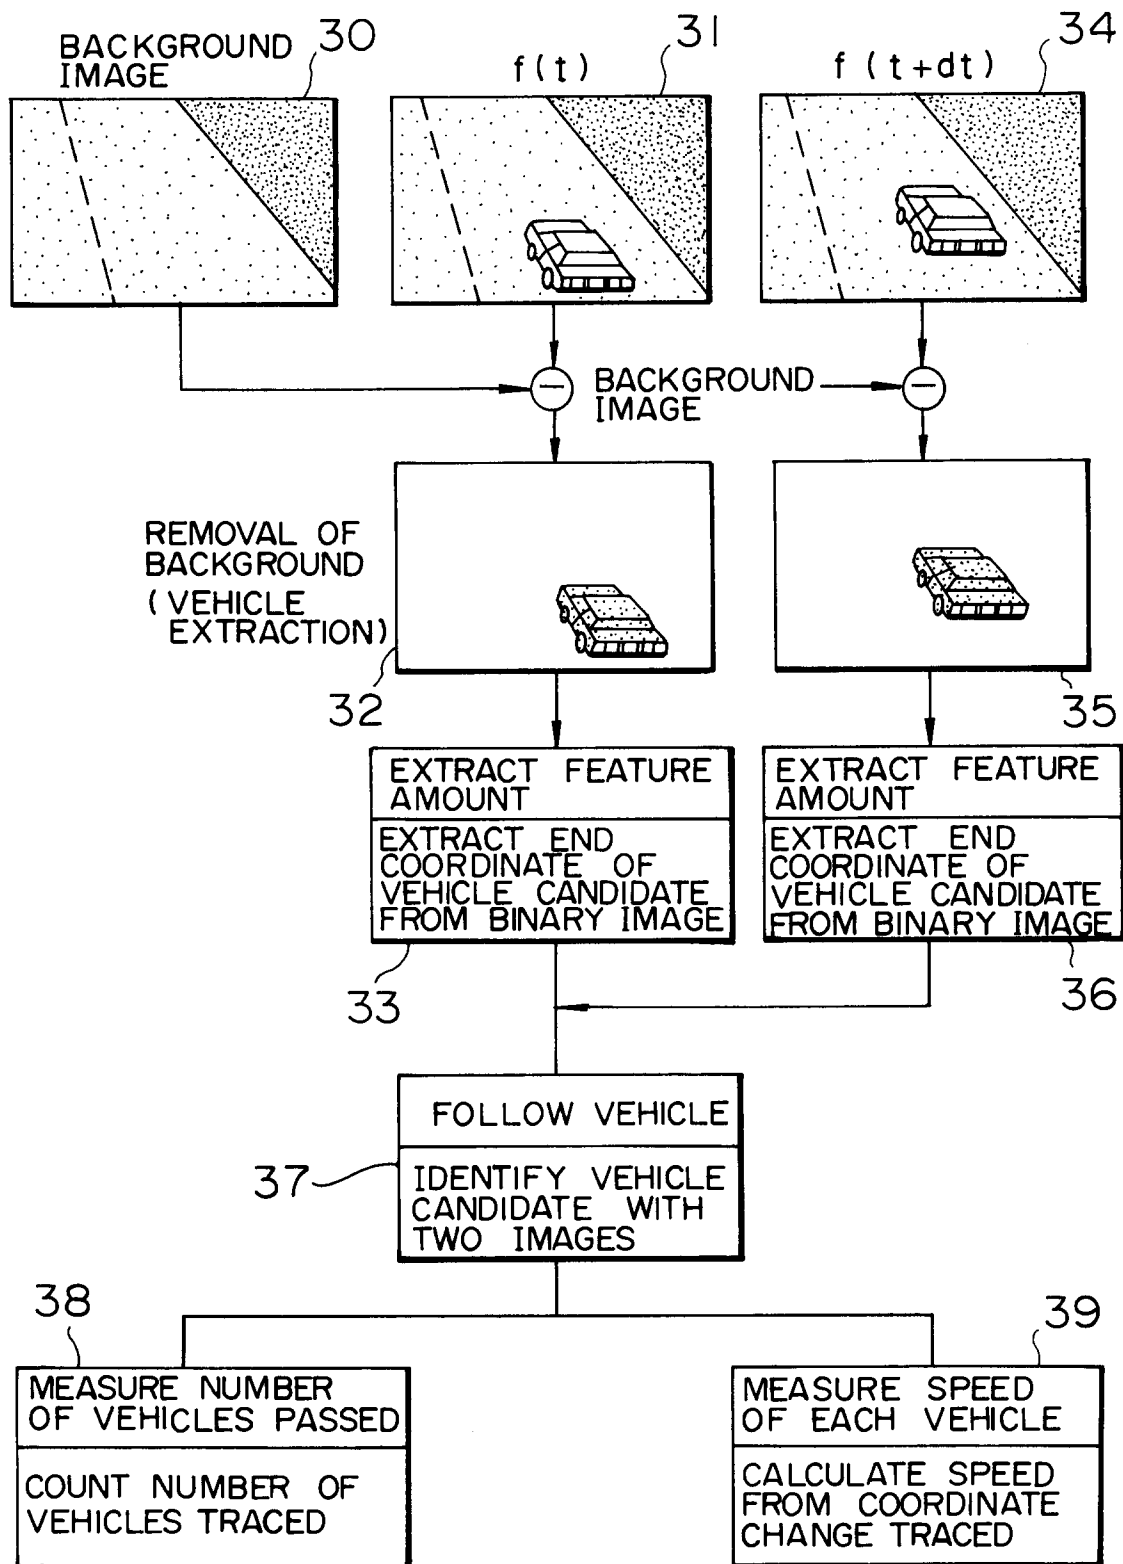 BACKGROUND
IMAGE
30
f(t)
31
f (t+dt)
34
BACKGROUND
IMAGE
REMOVAL OF
BACKGROUND
(VEHICLE
EXTRACTION)
32
35
EXTRACT FEATURE
AMOUNT
EXTRACT END
COORDINATE OF
VEHICLE CANDIDATE
FROM BINARY IMAGE
33
EXTRACT FEATURE
AMOUNT
EXTRACT END
COORDINATE OF
VEHICLE CANDIDATE
FROM BINARY IMAGE
36
FOLLOW VEHICLE
37
IDENTIFY VEHICLE
CANDIDATE WITH
TWO IMAGES
38
MEASURE NUMBER
OF VEHICLES PASSED
COUNT NUMBER OF
VEHICLES TRACED
39
MEASURE SPEED
OF EACH VEHICLE
CALCULATE SPEED
FROM COORDINATE
CHANGE TRACED